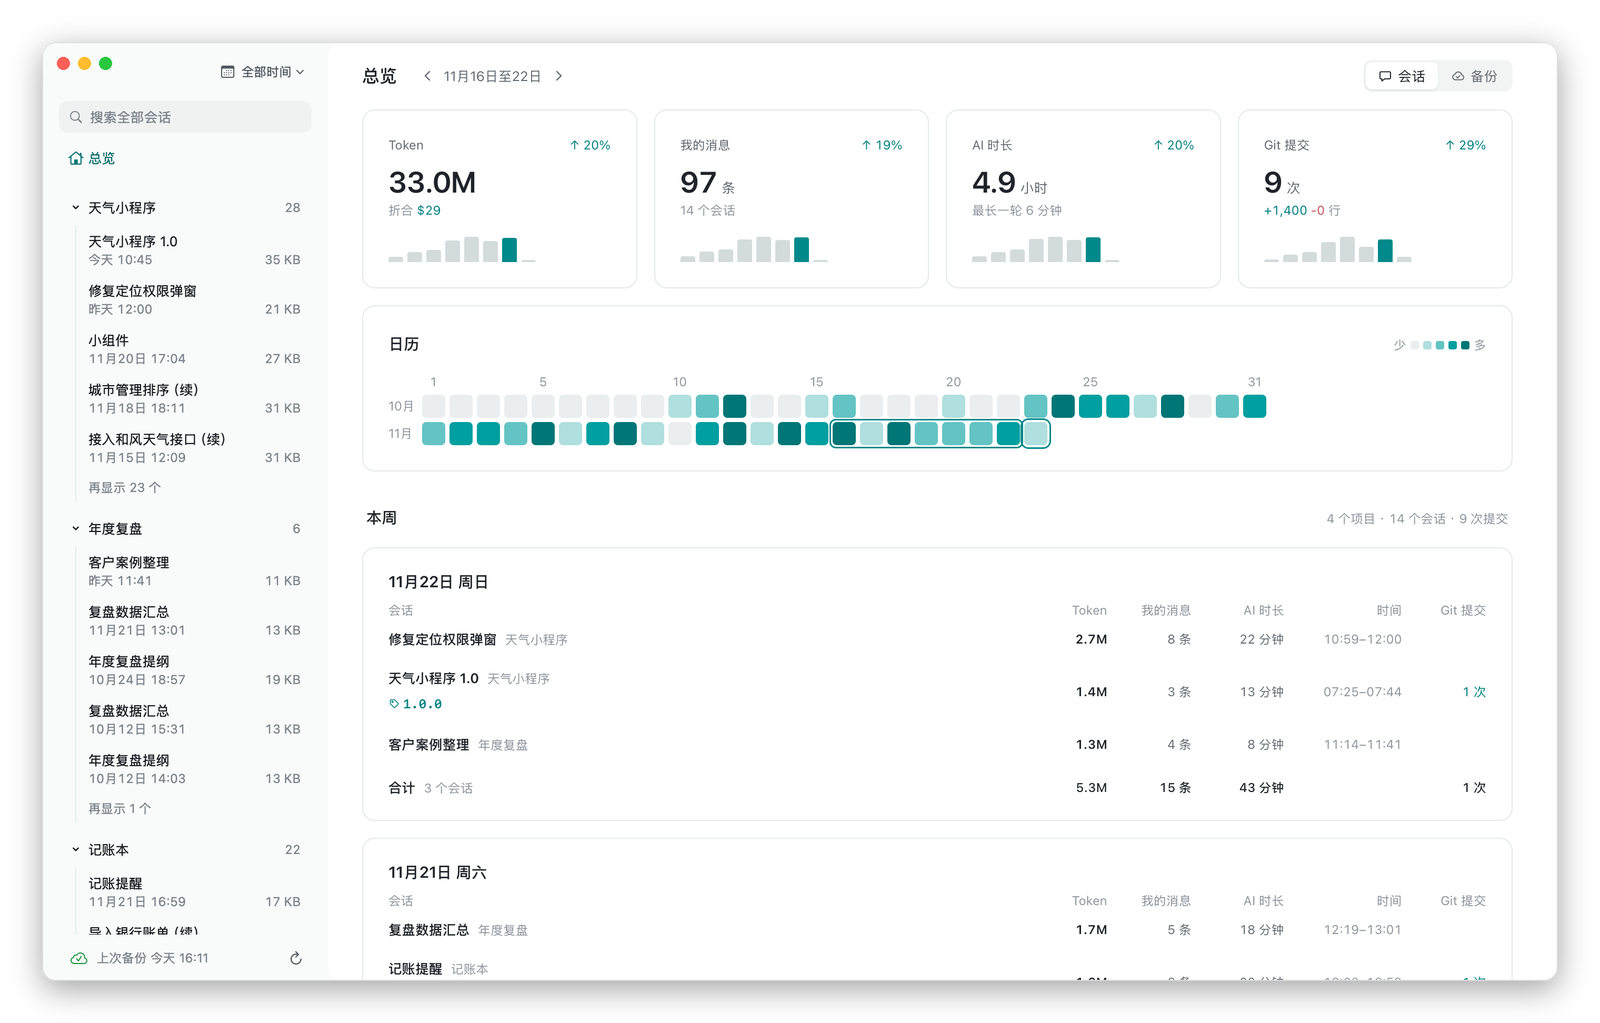 全部时间
搜索全部会话
总览
天气小程序 28
天气小程序 1.0
今天 10:45 35 KB
修复定位权限弹窗
昨天 12:00 21 KB
小组件
11月20日 17:04 27 KB
城市管理排序 (续)
11月18日 18:11 31 KB
接入和风天气接口 (续)
11月15日 12:09 31 KB
再显示 23 个
年度复盘 6
客户案例整理
昨天 11:41 11 KB
复盘数据汇总
11月21日 13:01 13 KB
年度复盘提纲
10月24日 18:57 19 KB
复盘数据汇总
10月12日 15:31 13 KB
年度复盘提纲
10月12日 14:03 13 KB
再显示 1 个
记账本 22
记账提醒
11月21日 16:59 17 KB
导入银行账单 (续)
上次备份 今天 16:11
总览 11月16日至22日 会话 备份
Token ↑ 20%
33.0M
折合 $29
我的消息 ↑ 19%
97 条
14 个会话
AI 时长 ↑ 20%
4.9 小时
最长一轮 6 分钟
Git 提交 ↑ 29%
9 次
+1,400 -0 行
日历 少 多
1 5 10 15 20 25 31
10月
11月
本周 4 个项目 · 14 个会话 · 9 次提交
11月22日 周日
会话 Token 我的消息 AI 时长 时间 Git 提交
修复定位权限弹窗 天气小程序 2.7M 8 条 22 分钟 10:59–12:00
天气小程序 1.0 天气小程序 1.4M 3 条 13 分钟 07:25–07:44 1 次
1.0.0
客户案例整理 年度复盘 1.3M 4 条 8 分钟 11:14–11:41
合计 3 个会话 5.3M 15 条 43 分钟 1 次
11月21日 周六
会话 Token 我的消息 AI 时长 时间 Git 提交
复盘数据汇总 年度复盘 1.7M 5 条 18 分钟 12:19–13:01
记账提醒 记账本